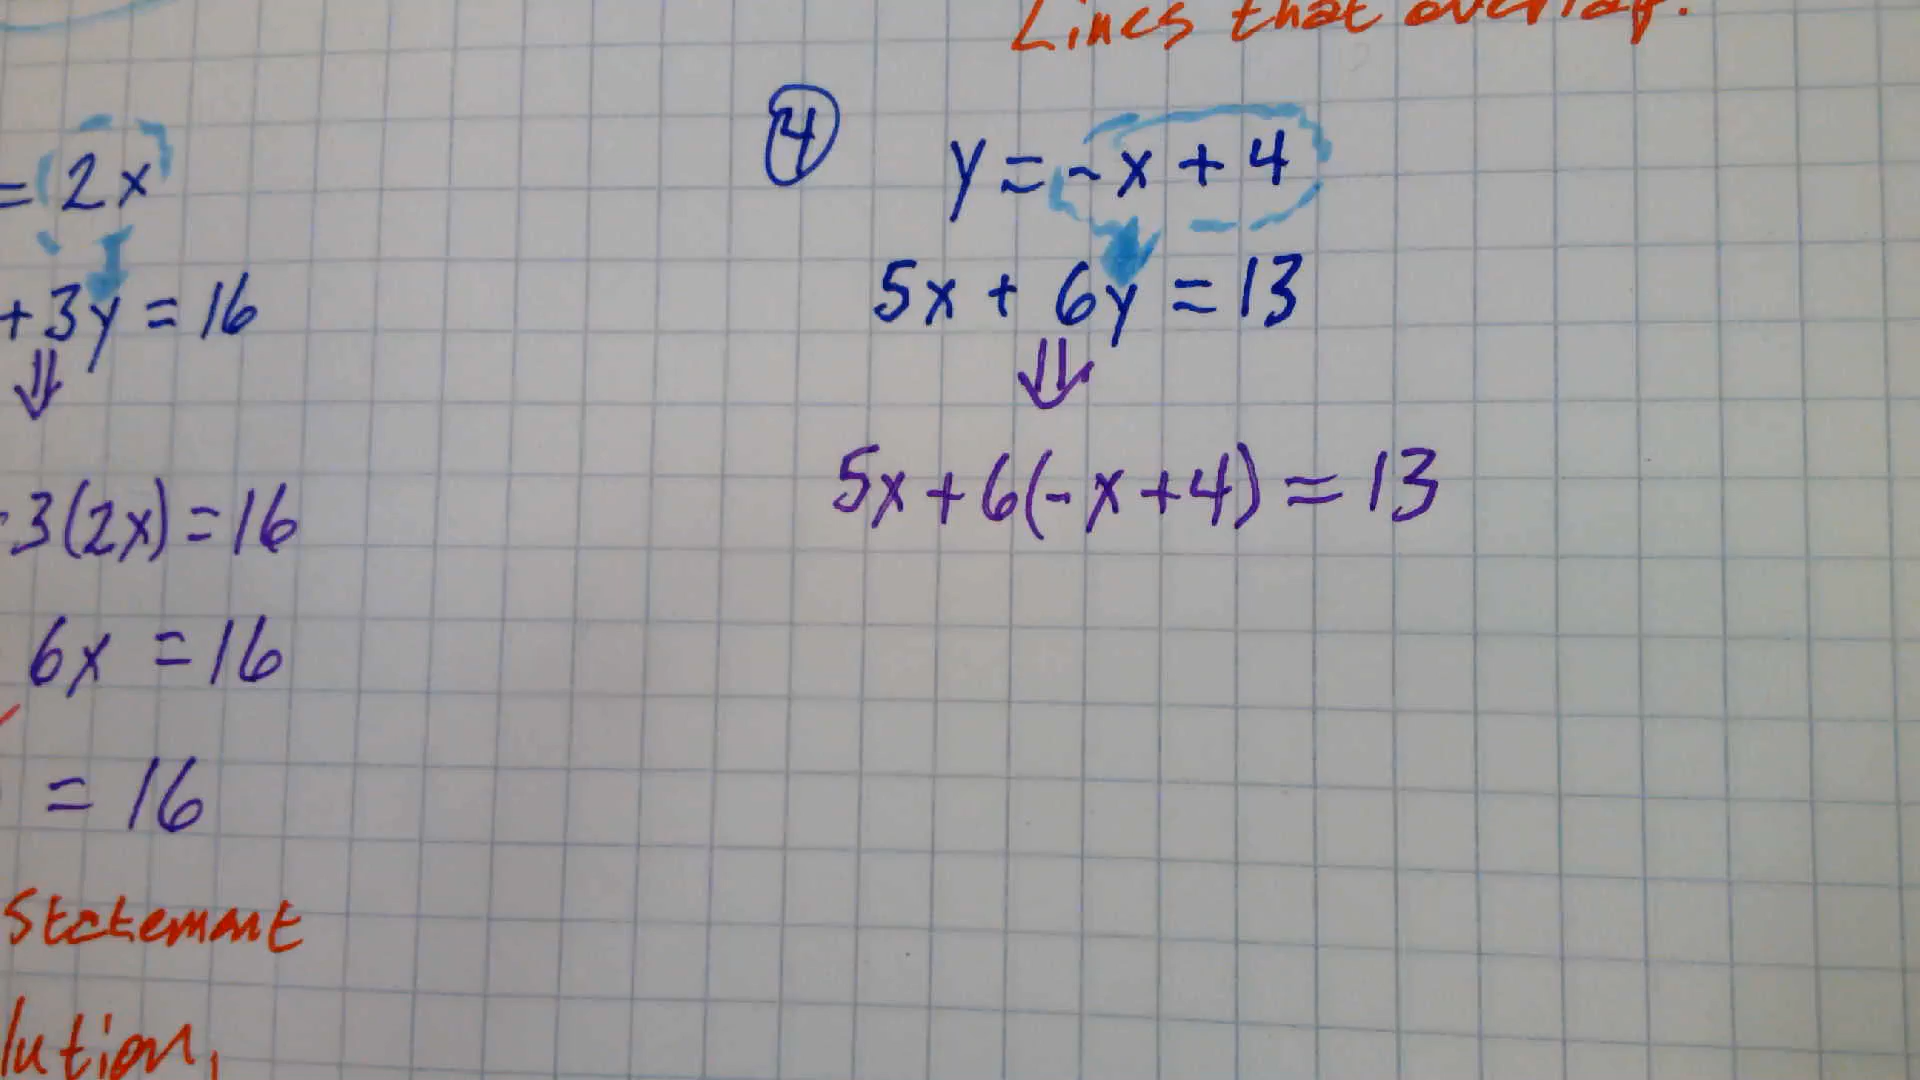 Lines that overlap.
= 2x
+ 3y = 16
3(2x) = 16
6x = 16
= 16
Statement
lution,
4
y = -x + 4
5x + 6y = 13
5x + 6(-x + 4) = 13